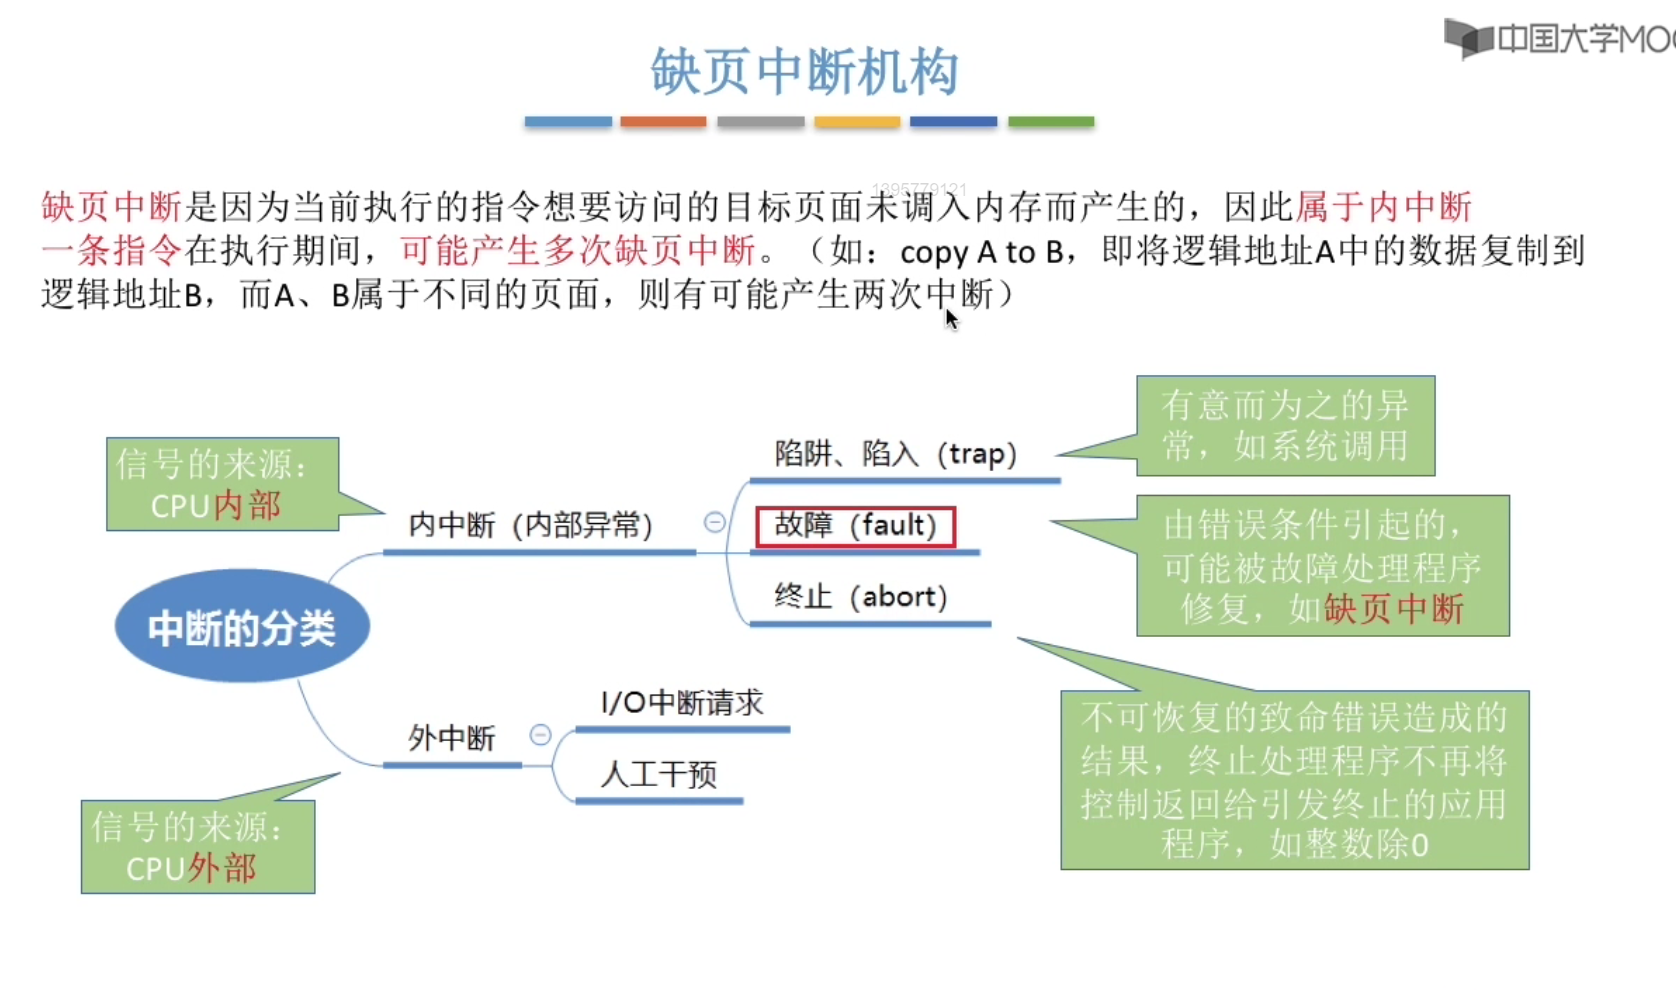 中国大学MOO
缺页中断机构
1395779121
缺页中断是因为当前执行的指令想要访问的目标页面未调入内存而产生的，因此属于内中断
一条指令在执行期间，可能产生多次缺页中断。（如：copy A to B，即将逻辑地址A中的数据复制到
逻辑地址B，而A、B属于不同的页面，则有可能产生两次中断）
有意而为之的异
常，如系统调用
信号的来源：
CPU内部
陷阱、陷入（trap）
内中断（内部异常）
故障（fault）
由错误条件引起的，
可能被故障处理程序
修复，如缺页中断
终止（abort）
中断的分类
I/O中断请求
外中断
人工干预
不可恢复的致命错误造成的
结果，终止处理程序不再将
控制返回给引发终止的应用
程序，如整数除0
信号的来源：
CPU外部